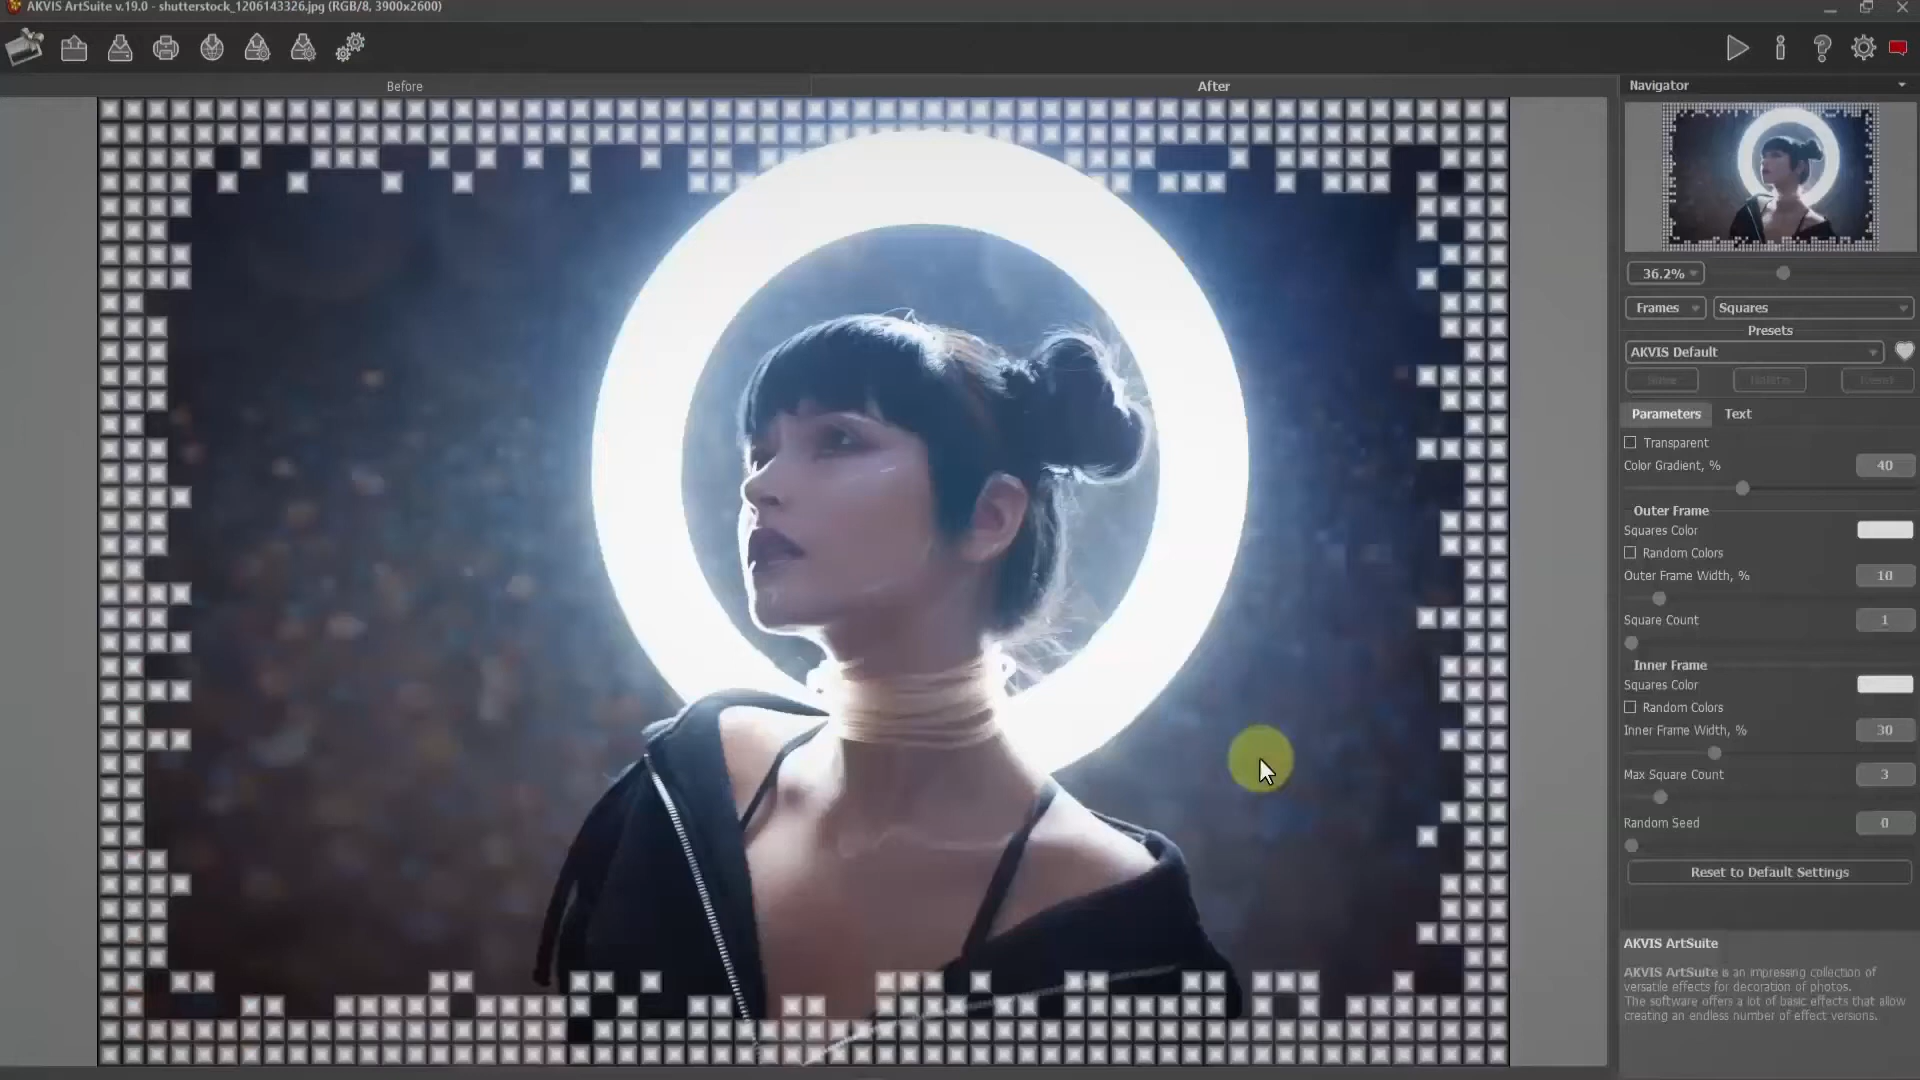 AKVIS ArtSuite v.19.0 - shutterstock_1206143326.jpg (RGB/8, 3900x2600)
Before
After
Navigator
36.2%
Frames
Squares
Presets
AKVIS Default
Save
Delete
Reset
Parameters
Text
Transparent
Color Gradient, %
40
Outer Frame
Squares Color
Random Colors
Outer Frame Width, %
10
Square Count
1
Inner Frame
Squares Color
Random Colors
Inner Frame Width, %
30
Max Square Count
3
Random Seed
0
Reset to Default Settings
AKVIS ArtSuite
AKVIS ArtSuite is an impressing collection of
versatile effects for decoration of photos.
The software offers a lot of basic effects that allow
creating an endless number of effect versions.